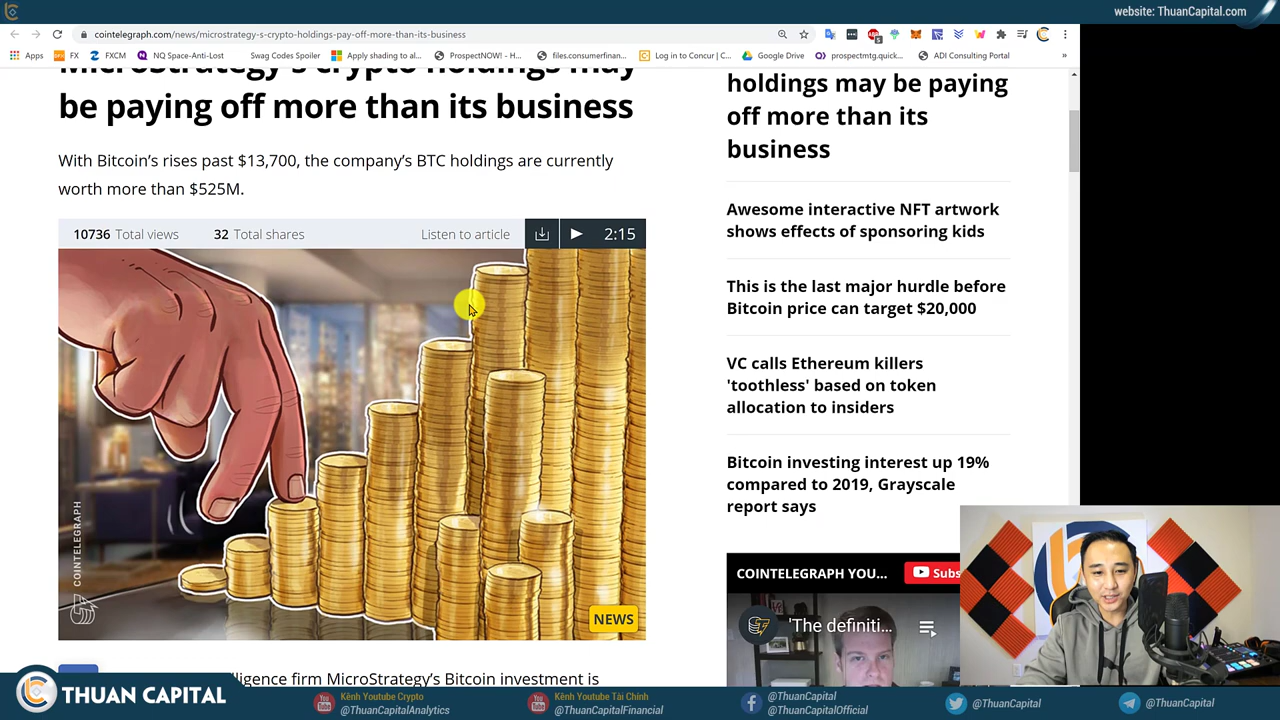 website: ThuanCapital.com
cointelegraph.com/news/microstrategy-s-crypto-holdings-pay-off-more-than-its-business
Apps
FX
FXCM
NQ Space-Anti-Lost
Swag Codes Spoiler
Apply shading to al...
ProspectNOW! - H...
files.consumerfinan...
Log in to Concur | C...
Google Drive
prospectmtg.quick...
ADI Consulting Portal
Microstrategy's crypto holdings may
be paying off more than its business
With Bitcoin's rises past $13,700, the company's BTC holdings are currently
worth more than $525M.
10736 Total views
32 Total shares
Listen to article
2:15
COINTELEGRAPH
NEWS
lligence firm MicroStrategy's Bitcoin investment is
holdings may be paying
off more than its
business
Awesome interactive NFT artwork
shows effects of sponsoring kids
This is the last major hurdle before
Bitcoin price can target $20,000
VC calls Ethereum killers
'toothless' based on token
allocation to insiders
Bitcoin investing interest up 19%
compared to 2019, Grayscale
report says
COINTELEGRAPH YOU...
Subs
'The definiti...
THUAN CAPITAL
Kênh Youtube Crypto
@ThuanCapitalAnalytics
Kênh Youtube Tài Chính
@ThuanCapitalFinancial
@ThuanCapital
@ThuanCapitalOfficial
@ThuanCapital
@ThuanCapital